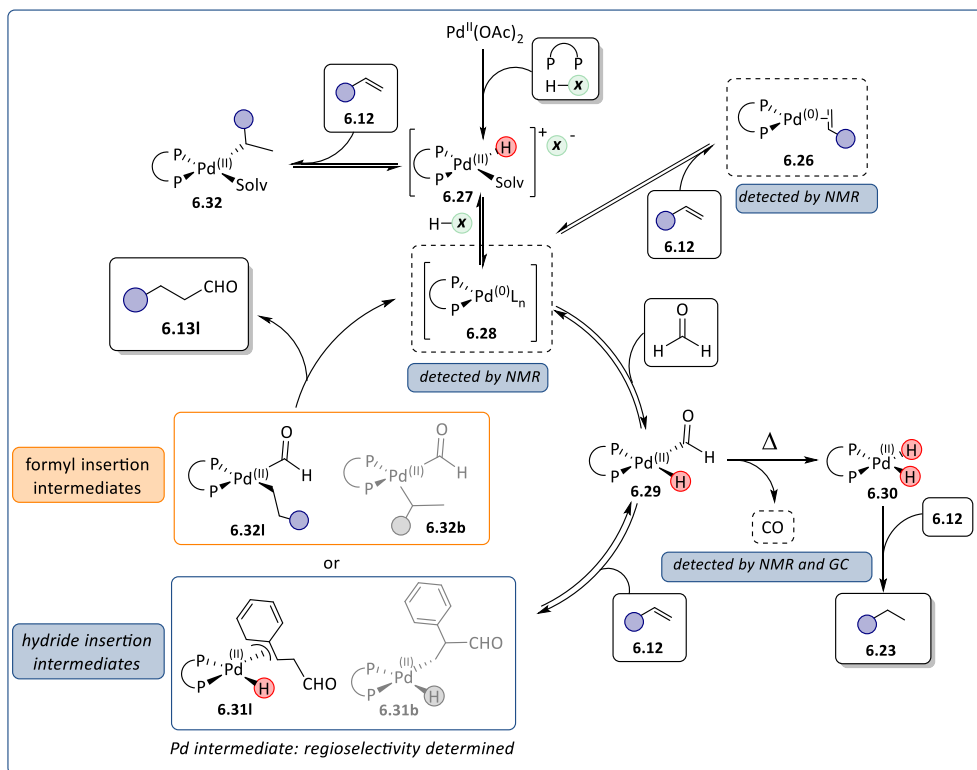 Pd^II(OAc)2
P P
H–X
6.12
P
P
Pd
(II)
Solv
6.32
P
P
Pd
(II)
H
Solv
+
X
-
6.27
P
P
Pd(0)
6.26
detected by NMR
6.12
H–X
P
P
Pd(0)Ln
6.28
detected by NMR
CHO
6.13l
O
H H
formyl insertion
intermediates
P
P
Pd
(II)
O
H
6.32l
P
P
Pd
(II)
O
H
6.32b
P
P
Pd
(II)
O
H
H
6.29
Δ
CO
P
P
Pd
(II)
H
H
6.30
6.12
detected by NMR and GC
or
hydride insertion
intermediates
P
P
Pd
(II)
H
CHO
6.31l
P
P
Pd
(II)
H
CHO
6.31b
6.12
6.23
Pd intermediate: regioselectivity determined